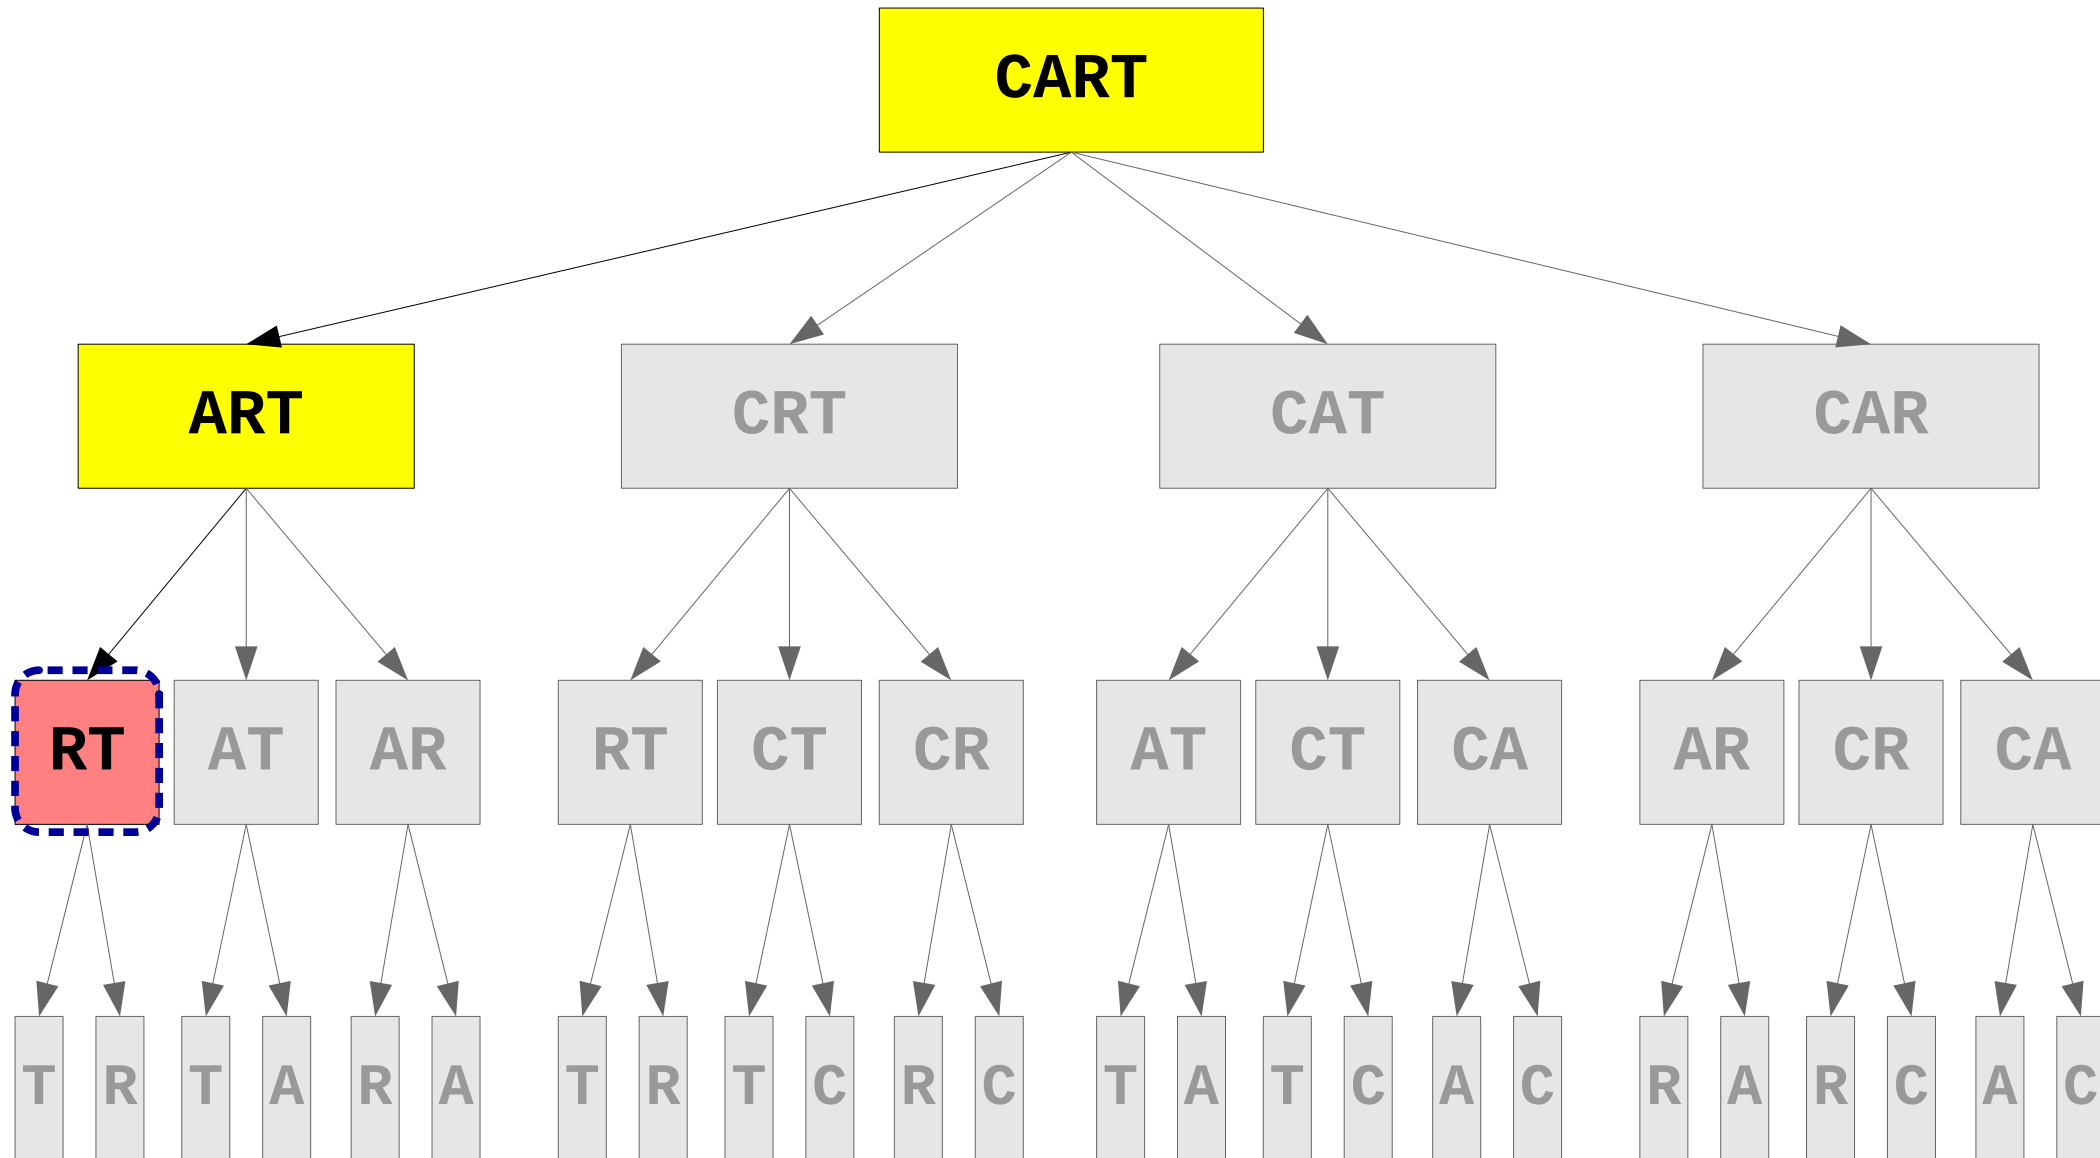 CART
ART CRT CAT CAR
RT AT AR RT CT CR AT CT CA AR CR CA
T R T A R A T R T C R C T A T C A C R A R C A C